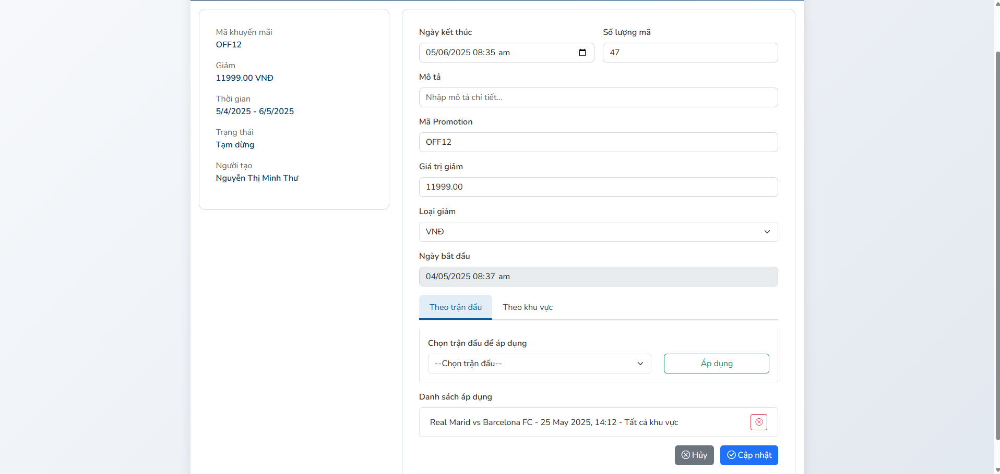 Mã khuyến mãi
OFF12
Giảm
11999.00 VNĐ
Thời gian
5/4/2025 - 6/5/2025
Trạng thái
Tạm dừng
Người tạo
Nguyễn Thị Minh Thư
Ngày kết thúc
05/06/2025 08:35 am
Số lượng mã
47
Mô tả
Nhập mô tả chi tiết...
Mã Promotion
OFF12
Giá trị giảm
11999.00
Loại giảm
VNĐ
Ngày bắt đầu
04/05/2025 08:37 am
Theo trận đấu
Theo khu vực
Chọn trận đấu để áp dụng
--Chọn trận đấu--
Áp dụng
Danh sách áp dụng
Real Marid vs Barcelona FC - 25 May 2025, 14:12 - Tất cả khu vực
Hủy
Cập nhật